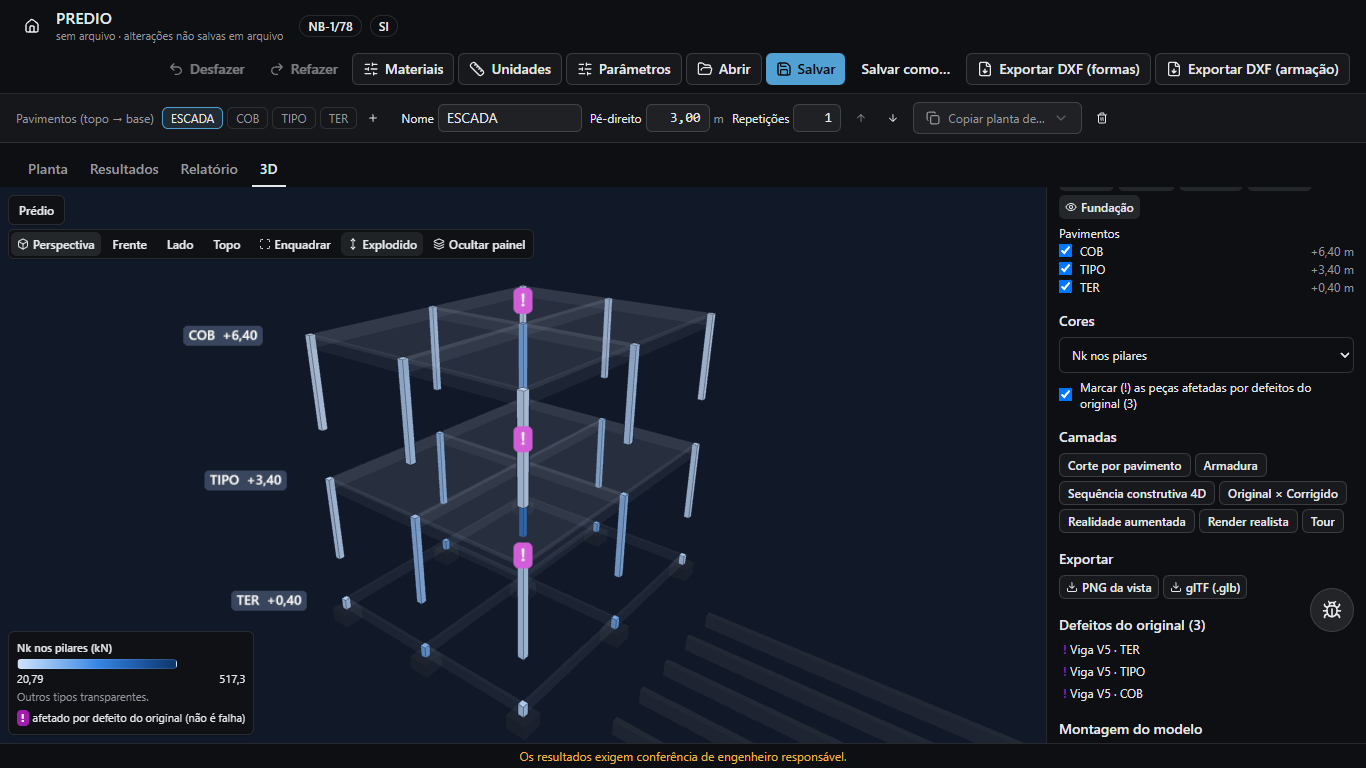 PREDIO
sem arquivo · alterações não salvas em arquivo
NB-1/78
SI
Desfazer
Refazer
Materiais
Unidades
Parâmetros
Abrir
Salvar
Salvar como...
Exportar DXF (formas)
Exportar DXF (armação)
Pavimentos (topo → base)
ESCADA
COB
TIPO
TER
+
Nome
ESCADA
Pé-direito
3,00
m
Repetições
1
↑
↓
Copiar planta de...
Planta
Resultados
Relatório
3D
Prédio
Perspectiva
Frente
Lado
Topo
Enquadrar
Explodido
Ocultar painel
!
COB +6,40
!
TIPO +3,40
!
TER +0,40
Nk nos pilares (kN)
20,79
517,3
Outros tipos transparentes.
! afetado por defeito do original (não é falha)
Fundação
Pavimentos
COB
+6,40 m
TIPO
+3,40 m
TER
+0,40 m
Cores
Nk nos pilares
Marcar (!) as peças afetadas por defeitos do
original (3)
Camadas
Corte por pavimento
Armadura
Sequência construtiva 4D
Original × Corrigido
Realidade aumentada
Render realista
Tour
Exportar
PNG da vista
glTF (.glb)
Defeitos do original (3)
! Viga V5 · TER
! Viga V5 · TIPO
! Viga V5 · COB
Montagem do modelo
Os resultados exigem conferência de engenheiro responsável.